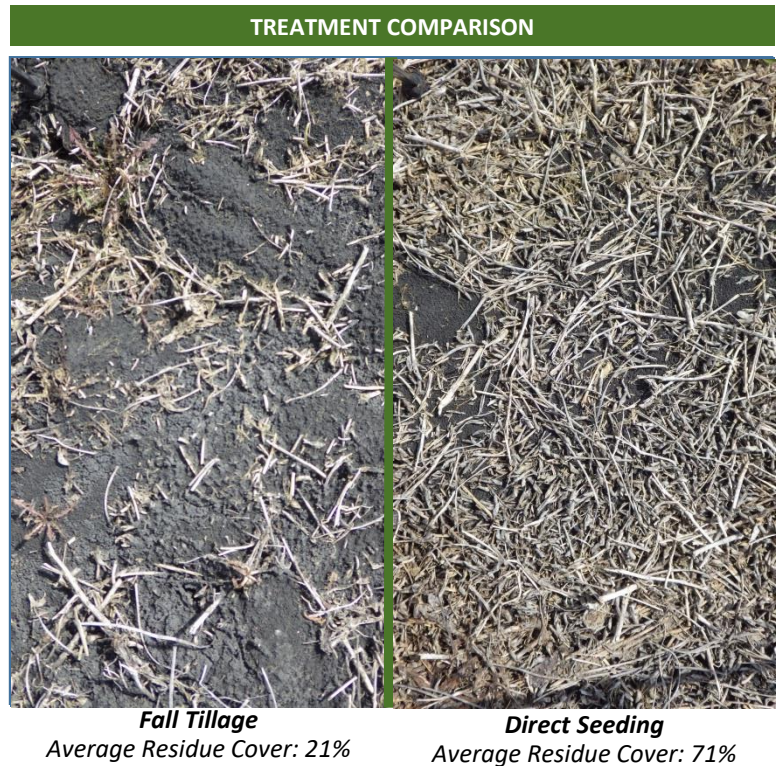 TREATMENT COMPARISON
Fall Tillage
Average Residue Cover: 21%
Direct Seeding
Average Residue Cover: 71%